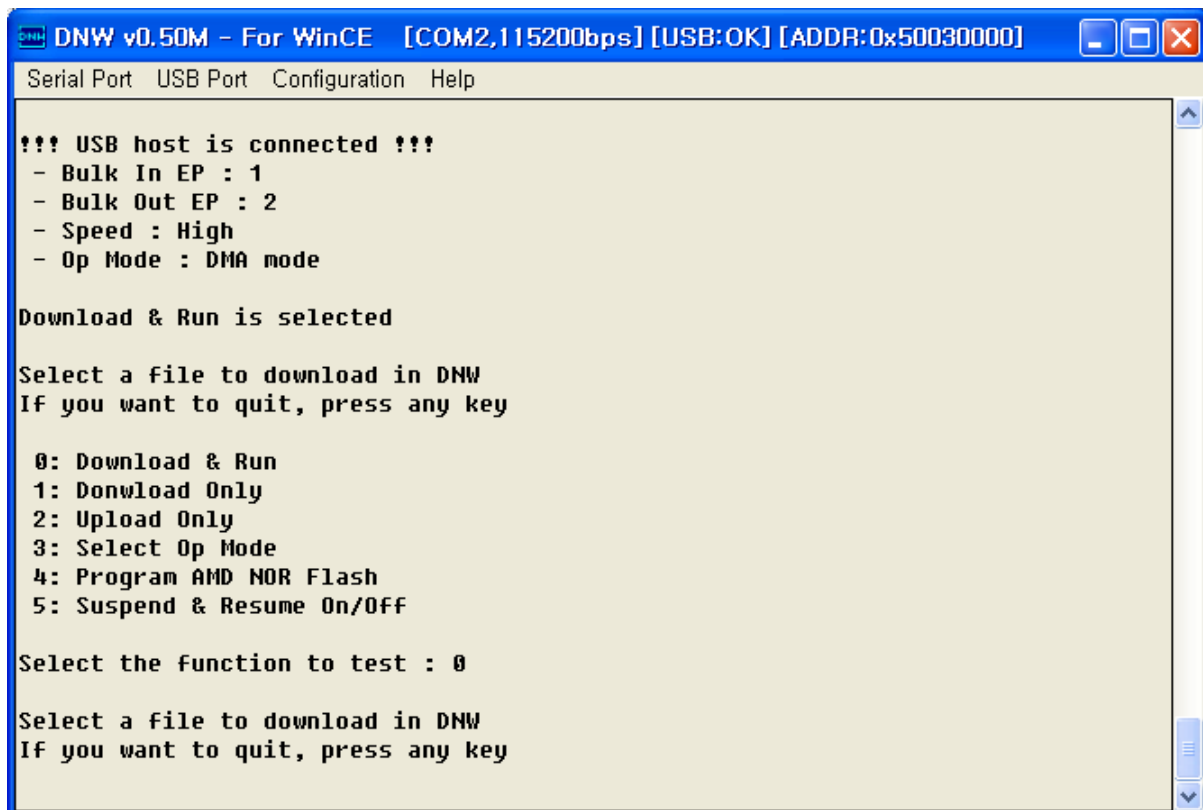 DNW v0.50M - For WinCE [COM2,115200bps] [USB:OK] [ADDR:0x50030000]
Serial Port USB Port Configuration Help
!!! USB host is connected !!!
- Bulk In EP : 1
- Bulk Out EP : 2
- Speed : High
- Op Mode : DMA mode
Download & Run is selected
Select a file to download in DNW
If you want to quit, press any key
0: Download & Run
1: Donwload Only
2: Upload Only
3: Select Op Mode
4: Program AMD NOR Flash
5: Suspend & Resume On/Off
Select the function to test : 0
Select a file to download in DNW
If you want to quit, press any key